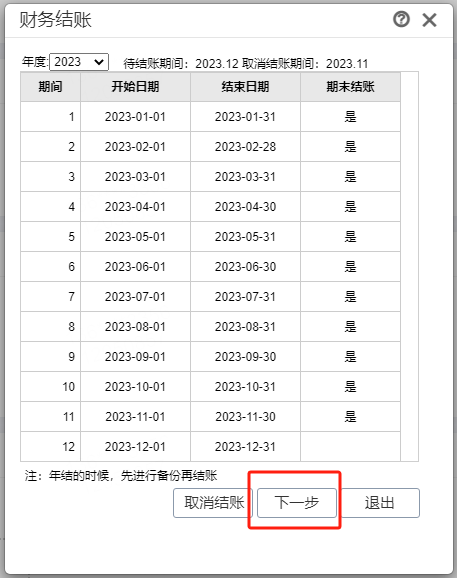 财务结账
年度: 2023 待结账期间：2023.12 取消结账期间：2023.11
期间 开始日期 结束日期 期末结账
1 2023-01-01 2023-01-31 是
2 2023-02-01 2023-02-28 是
3 2023-03-01 2023-03-31 是
4 2023-04-01 2023-04-30 是
5 2023-05-01 2023-05-31 是
6 2023-06-01 2023-06-30 是
7 2023-07-01 2023-07-31 是
8 2023-08-01 2023-08-31 是
9 2023-09-01 2023-09-30 是
10 2023-10-01 2023-10-31 是
11 2023-11-01 2023-11-30 是
12 2023-12-01 2023-12-31
注：年结的时候，先进行备份再结账
取消结账 下一步 退出